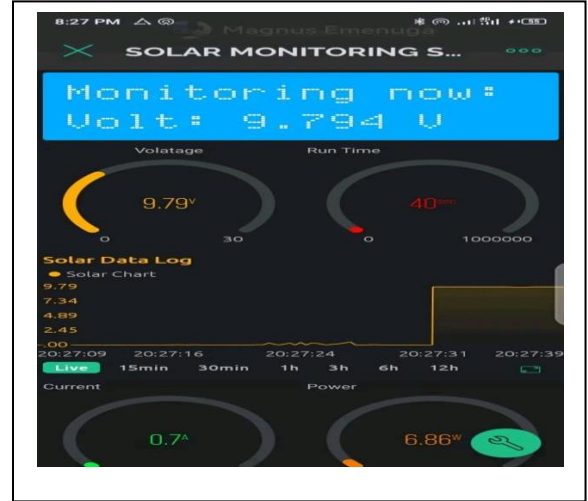 8:27 PM
Magnus Emenuga
SOLAR MONITORING S...
Monitoring now:
Volt: 9.794 V
Volatage Run Time
9.79V 40
0 30 0 1000000
Solar Data Log
Solar Chart
9.79
7.34
4.89
2.45
.00
20:27:09 20:27:16 20:27:24 20:27:31 20:27:39
Live 15min 30min 1h 3h 6h 12h
Current Power
0.7A 6.86W